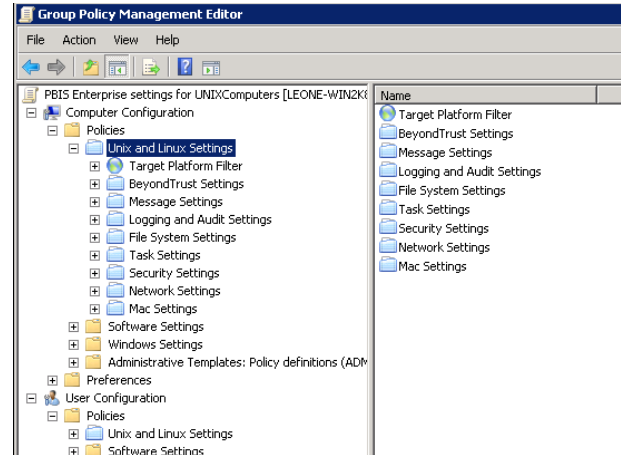 Group Policy Management Editor
File Action View Help
PBIS Enterprise settings for UNIXComputers [LEONE-WIN2K8
Computer Configuration
Policies
Unix and Linux Settings
Target Platform Filter
BeyondTrust Settings
Message Settings
Logging and Audit Settings
File System Settings
Task Settings
Security Settings
Network Settings
Mac Settings
Software Settings
Windows Settings
Administrative Templates: Policy definitions (ADM
Preferences
User Configuration
Policies
Unix and Linux Settings
Software Settings
Name
Target Platform Filter
BeyondTrust Settings
Message Settings
Logging and Audit Settings
File System Settings
Task Settings
Security Settings
Network Settings
Mac Settings